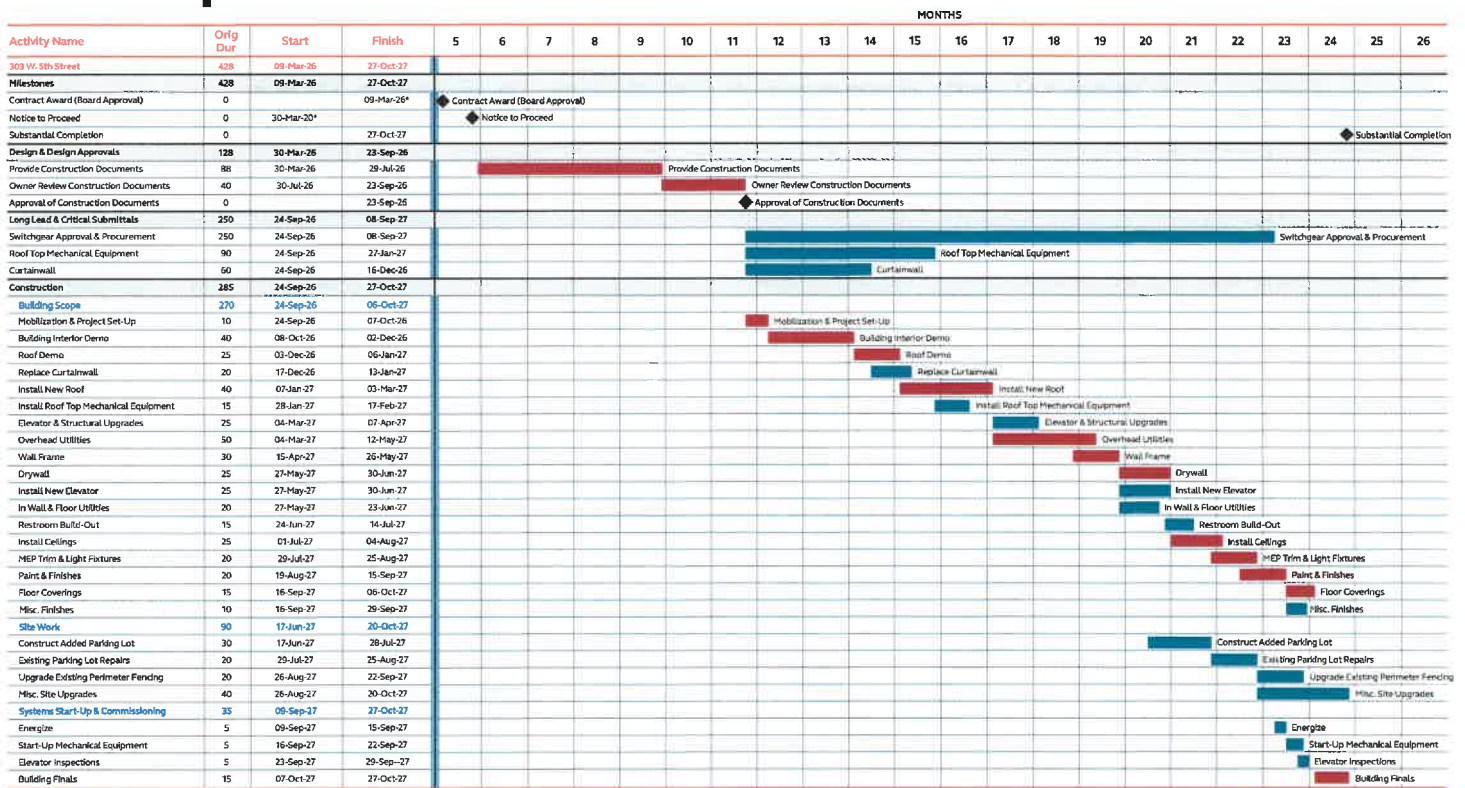 MONTHS
Activity Name Orig Dur Start Finish 5 6 7 8 9 10 11 12 13 14 15 16 17 18 19 20 21 22 23 24 25 26
303 W. 5th Street 428 09-Mar-26 27-Oct-27
Milestones 428 09-Mar-26 27-Oct-27
Contract Award (Board Approval) 0 09-Mar-26* Contract Award (Board Approval)
Notice to Proceed 0 30-Mar-20* Notice to Proceed
Substantial Completion 0 27-Oct-27 Substantial Completion
Design & Design Approvals 128 30-Mar-26 23-Sep-26
Provide Construction Documents 88 30-Mar-26 29-Jul-26 Provide Construction Documents
Owner Review Construction Documents 40 30-Jul-26 23-Sep-26 Owner Review Construction Documents
Approval of Construction Documents 0 23-Sep-26 Approval of Construction Documents
Long Lead & Critical Submittals 250 24-Sep-26 08-Sep-27
Switchgear Approval & Procurement 250 24-Sep-26 08-Sep-27 Switchgear Approval & Procurement
Roof Top Mechanical Equipment 90 24-Sep-26 27-Jan-27 Roof Top Mechanical Equipment
Curtainwall 60 24-Sep-26 16-Dec-26 Curtainwall
Construction 285 24-Sep-26 27-Oct-27
Building Scope 270 24-Sep-26 06-Oct-27
Mobilization & Project Set-Up 10 24-Sep-26 07-Oct-26 Mobilization & Project Set-Up
Building Interior Demo 40 08-Oct-26 02-Dec-26 Building Interior Demo
Roof Demo 25 03-Dec-26 06-Jan-27 Roof Demo
Replace Curtainwall 20 17-Dec-26 13-Jan-27 Replace Curtainwall
Install New Roof 40 07-Jan-27 03-Mar-27 Install New Roof
Install Roof Top Mechanical Equipment 15 28-Jan-27 17-Feb-27 Install Roof Top Mechanical Equipment
Elevator & Structural Upgrades 25 04-Mar-27 07-Apr-27 Elevator & Structural Upgrades
Overhead Utilities 50 04-Mar-27 12-May-27 Overhead Utilities
Wall Frame 30 15-Apr-27 26-May-27 Wall Frame
Drywall 25 27-May-27 30-Jun-27 Drywall
Install New Elevator 25 27-May-27 30-Jun-27 Install New Elevator
In Wall & Floor Utilities 20 27-May-27 23-Jun-27 In Wall & Floor Utilities
Restroom Build-Out 15 24-Jun-27 14-Jul-27 Restroom Build-Out
Install Ceilings 25 01-Jul-27 04-Aug-27 Install Ceilings
MEP Trim & Light Fixtures 20 29-Jul-27 25-Aug-27 MEP Trim & Light Fixtures
Paint & Finishes 20 19-Aug-27 15-Sep-27 Paint & Finishes
Floor Coverings 15 16-Sep-27 06-Oct-27 Floor Coverings
Misc. Finishes 10 16-Sep-27 29-Sep-27 Misc. Finishes
Site Work 90 17-Jun-27 20-Oct-27
Construct Added Parking Lot 30 17-Jun-27 28-Jul-27 Construct Added Parking Lot
Existing Parking Lot Repairs 20 29-Jul-27 25-Aug-27 Existing Parking Lot Repairs
Upgrade Existing Perimeter Fencing 20 26-Aug-27 22-Sep-27 Upgrade Existing Perimeter Fencing
Misc. Site Upgrades 40 26-Aug-27 20-Oct-27 Misc. Site Upgrades
Systems Start-Up & Commissioning 35 09-Sep-27 27-Oct-27
Energize 5 09-Sep-27 15-Sep-27 Energize
Start-Up Mechanical Equipment 5 16-Sep-27 22-Sep-27 Start-Up Mechanical Equipment
Elevator Inspections 5 23-Sep-27 29-Sep--27 Elevator Inspections
Building Finals 15 07-Oct-27 27-Oct-27 Building Finals